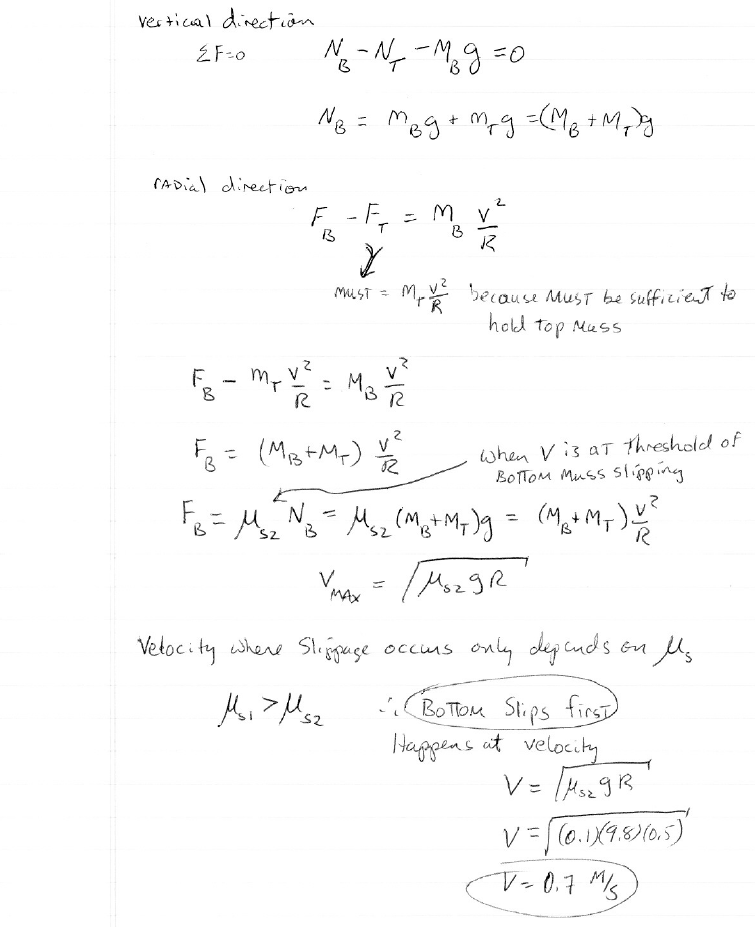 vertical direction
ΣF=0 N_B - N_T - M_B g = 0
N_B = m_B g + m_T g = (M_B + M_T)g
radial direction
F_B - F_T = M_B v²/R
MUST = M_T v²/R because MUST be sufficient to
hold top Mass
F_B - m_T v²/R = M_B v²/R
F_B = (M_B+M_T) v²/R
when V is at threshold of
Bottom Mass slipping
F_B = μ_s2 N_B = μ_s2 (M_B+M_T)g = (M_B+M_T) v²/R
V_MAX = √μ_s2 g R
Velocity where Slippage occurs only depends on μ_s
μ_s1 > μ_s2 ∴ Bottom Slips first
Happens at velocity
V = √μ_s2 g R
V = √(0.1)(9.8)(0.5)
V = 0.7 M/s